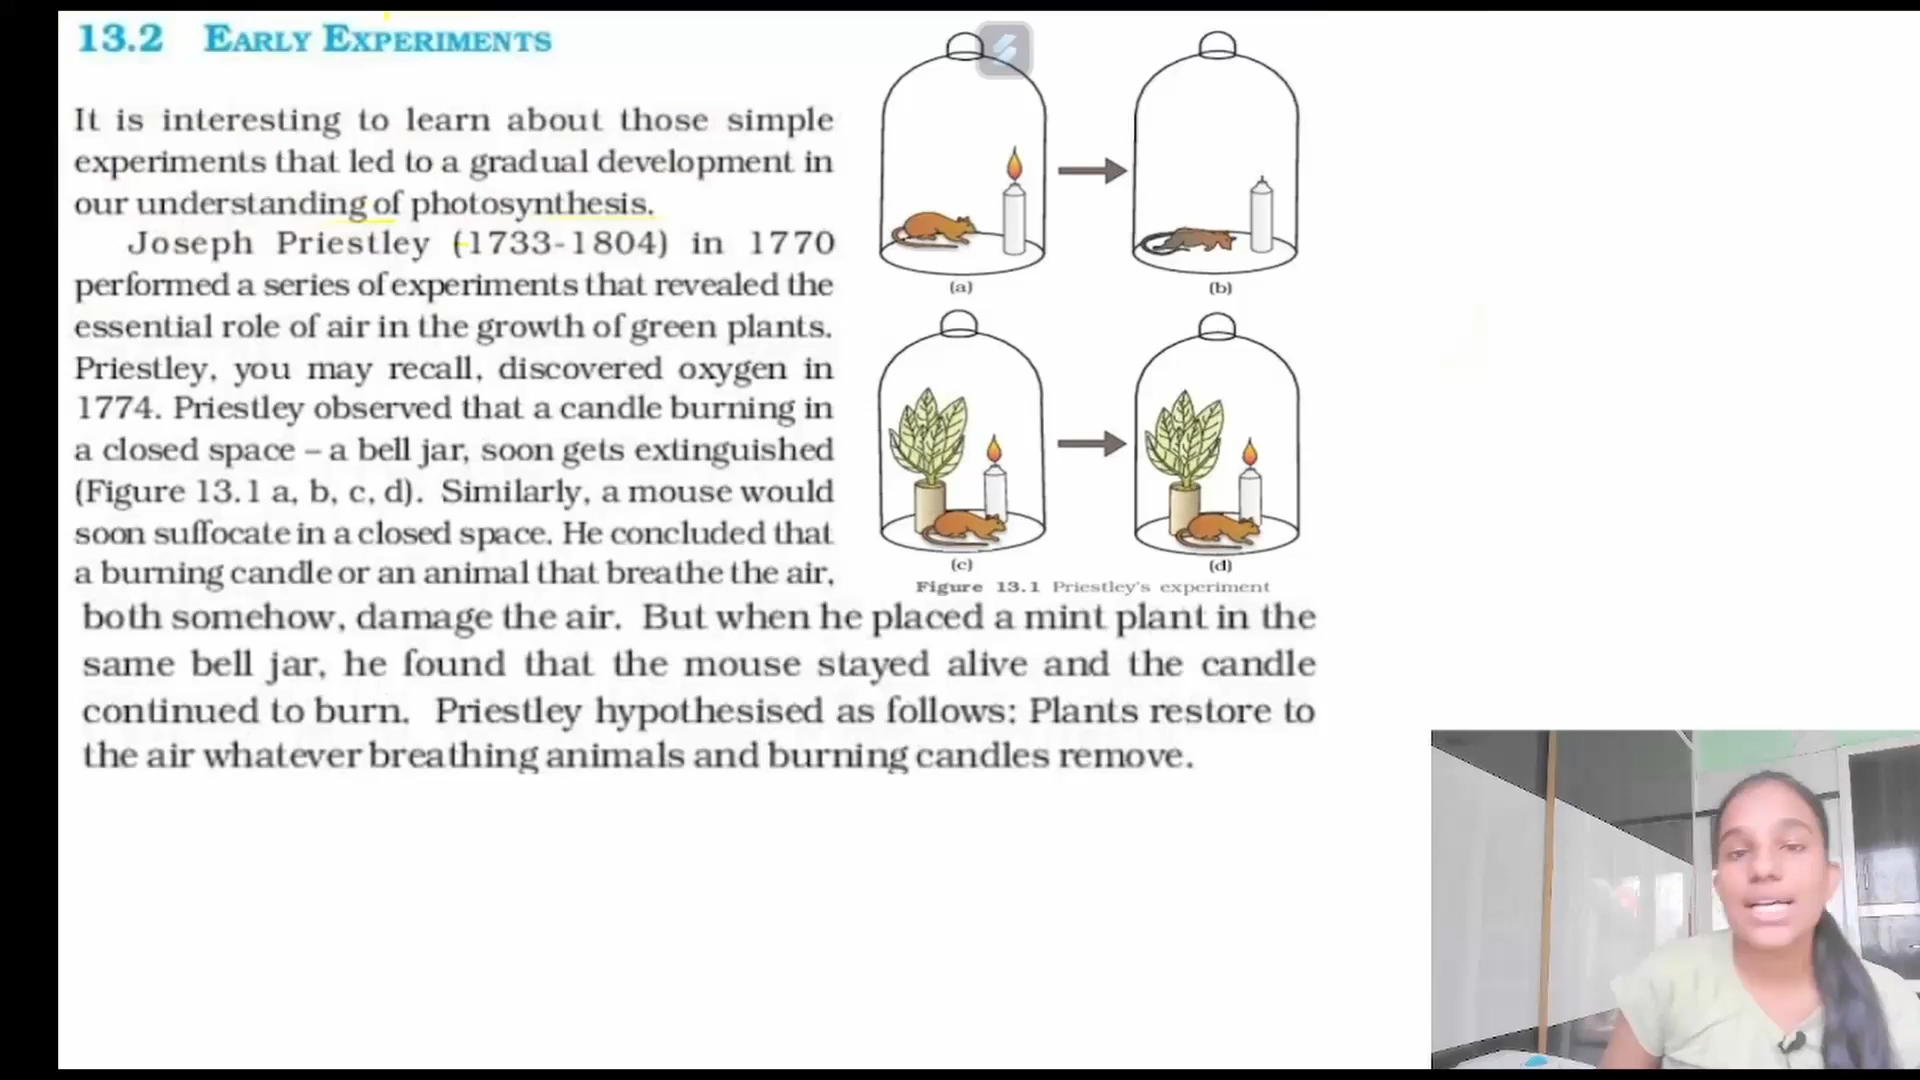 13.2 EARLY EXPERIMENTS
It is interesting to learn about those simple
experiments that led to a gradual development in
our understanding of photosynthesis.
Joseph Priestley (1733-1804) in 1770
performed a series of experiments that revealed the
essential role of air in the growth of green plants.
Priestley, you may recall, discovered oxygen in
1774. Priestley observed that a candle burning in
a closed space – a bell jar, soon gets extinguished
(Figure 13.1 a, b, c, d). Similarly, a mouse would
soon suffocate in a closed space. He concluded that
a burning candle or an animal that breathe the air,
both somehow, damage the air. But when he placed a mint plant in the
same bell jar, he found that the mouse stayed alive and the candle
continued to burn. Priestley hypothesised as follows: Plants restore to
the air whatever breathing animals and burning candles remove.
(a)
(b)
(c)
(d)
Figure 13.1 Priestley's experiment